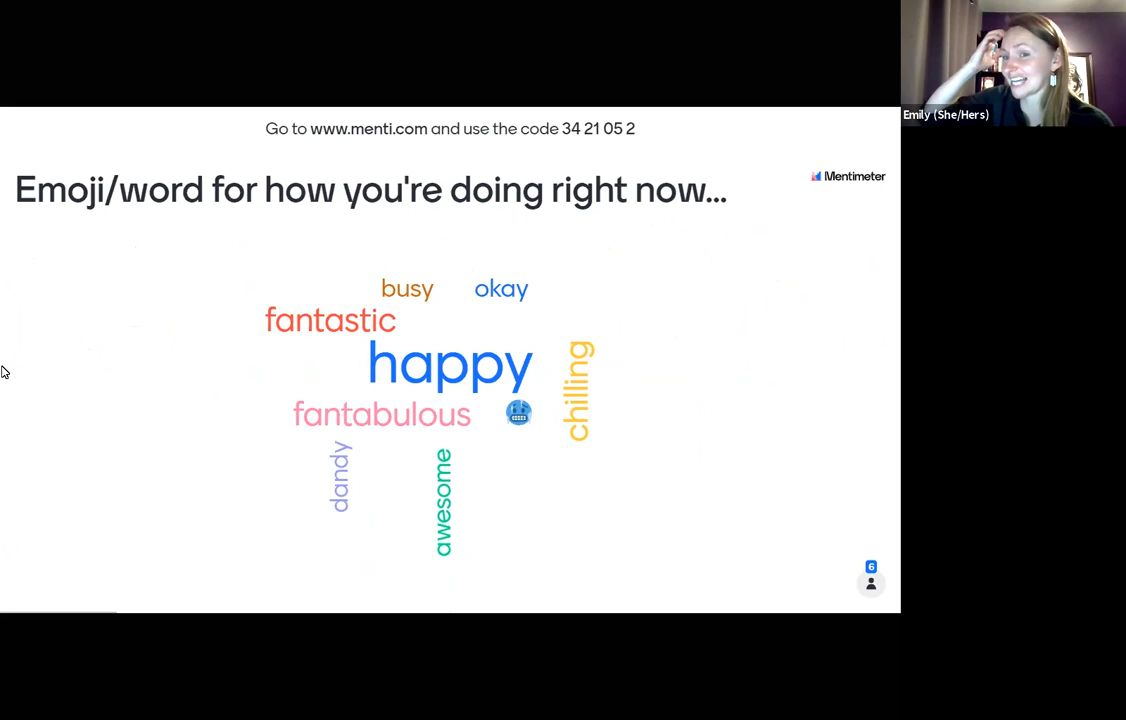 Emily (She/Hers)
Go to www.menti.com and use the code 34 21 05 2
Mentimeter
Emoji/word for how you're doing right now...
busy
okay
fantastic
happy
chilling
fantabulous
🥶
dandy
awesome
6